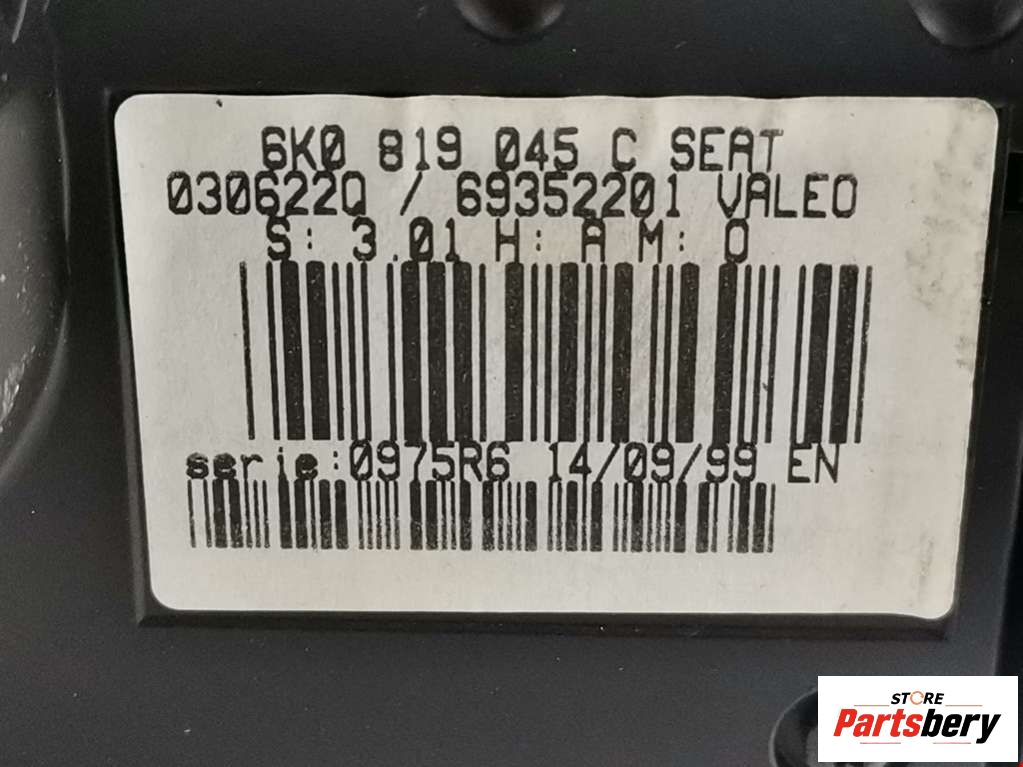 6K0 819 045 C SEAT
030622Q / 69352201 VALEO
S: 3.01 H: A M: 0
serie:0975R6 14/09/99 EN
STORE
Partsbery